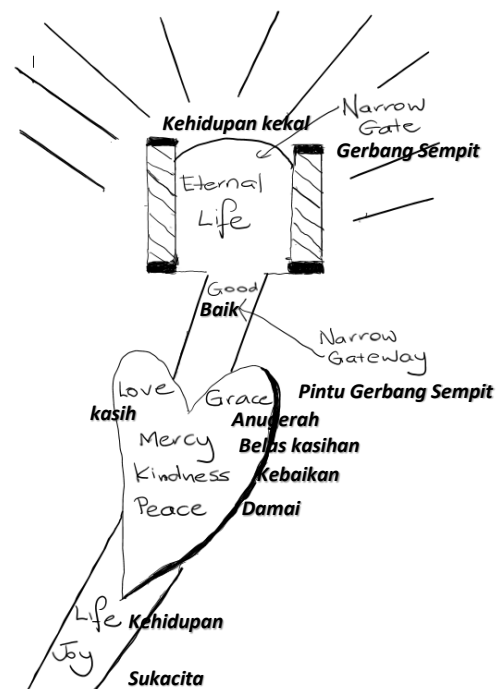 Kehidupan kekal
Narrow
Gate
Gerbang Sempit
Eternal
Life
Good
Baik
Narrow
Gateway
Pintu Gerbang Sempit
Love
kasih
Grace
Anugerah
Mercy
Belas kasihan
Kindness
Kebaikan
Peace
Damai
Life
Kehidupan
Joy
Sukacita